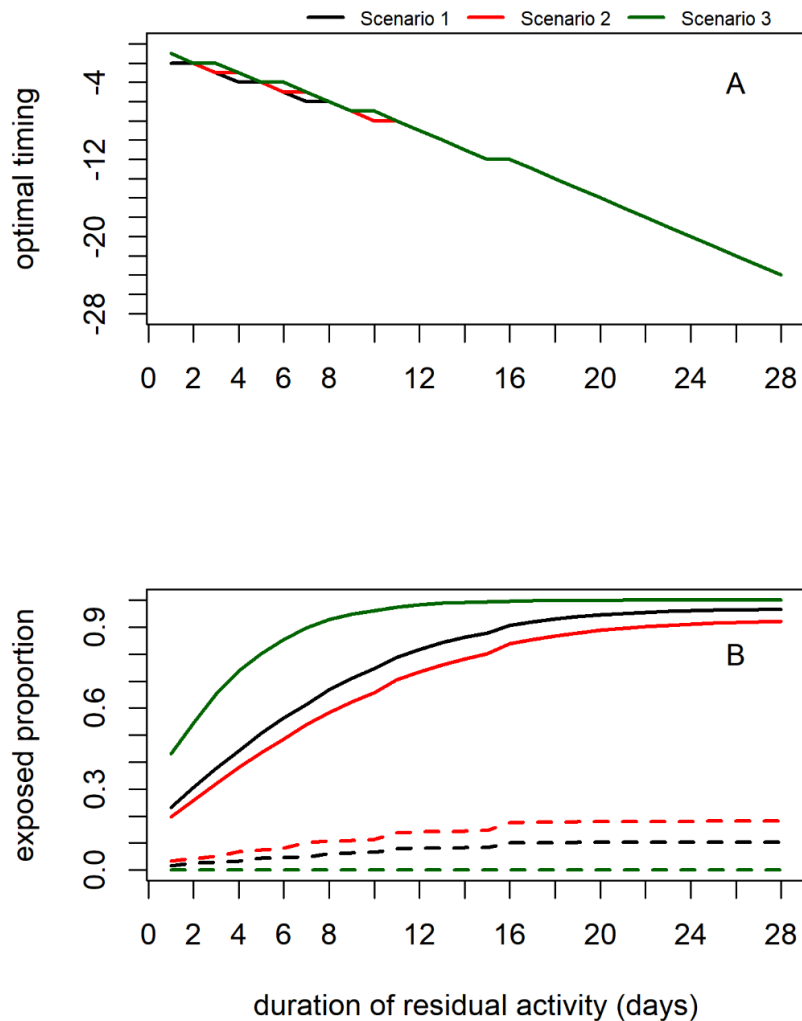 Scenario 1 Scenario 2 Scenario 3
A
optimal timing
-4
-12
-20
-28
0 2 4 6 8 12 16 20 24 28
B
exposed proportion
0.9
0.6
0.3
0.0
0 2 4 6 8 12 16 20 24 28
duration of residual activity (days)